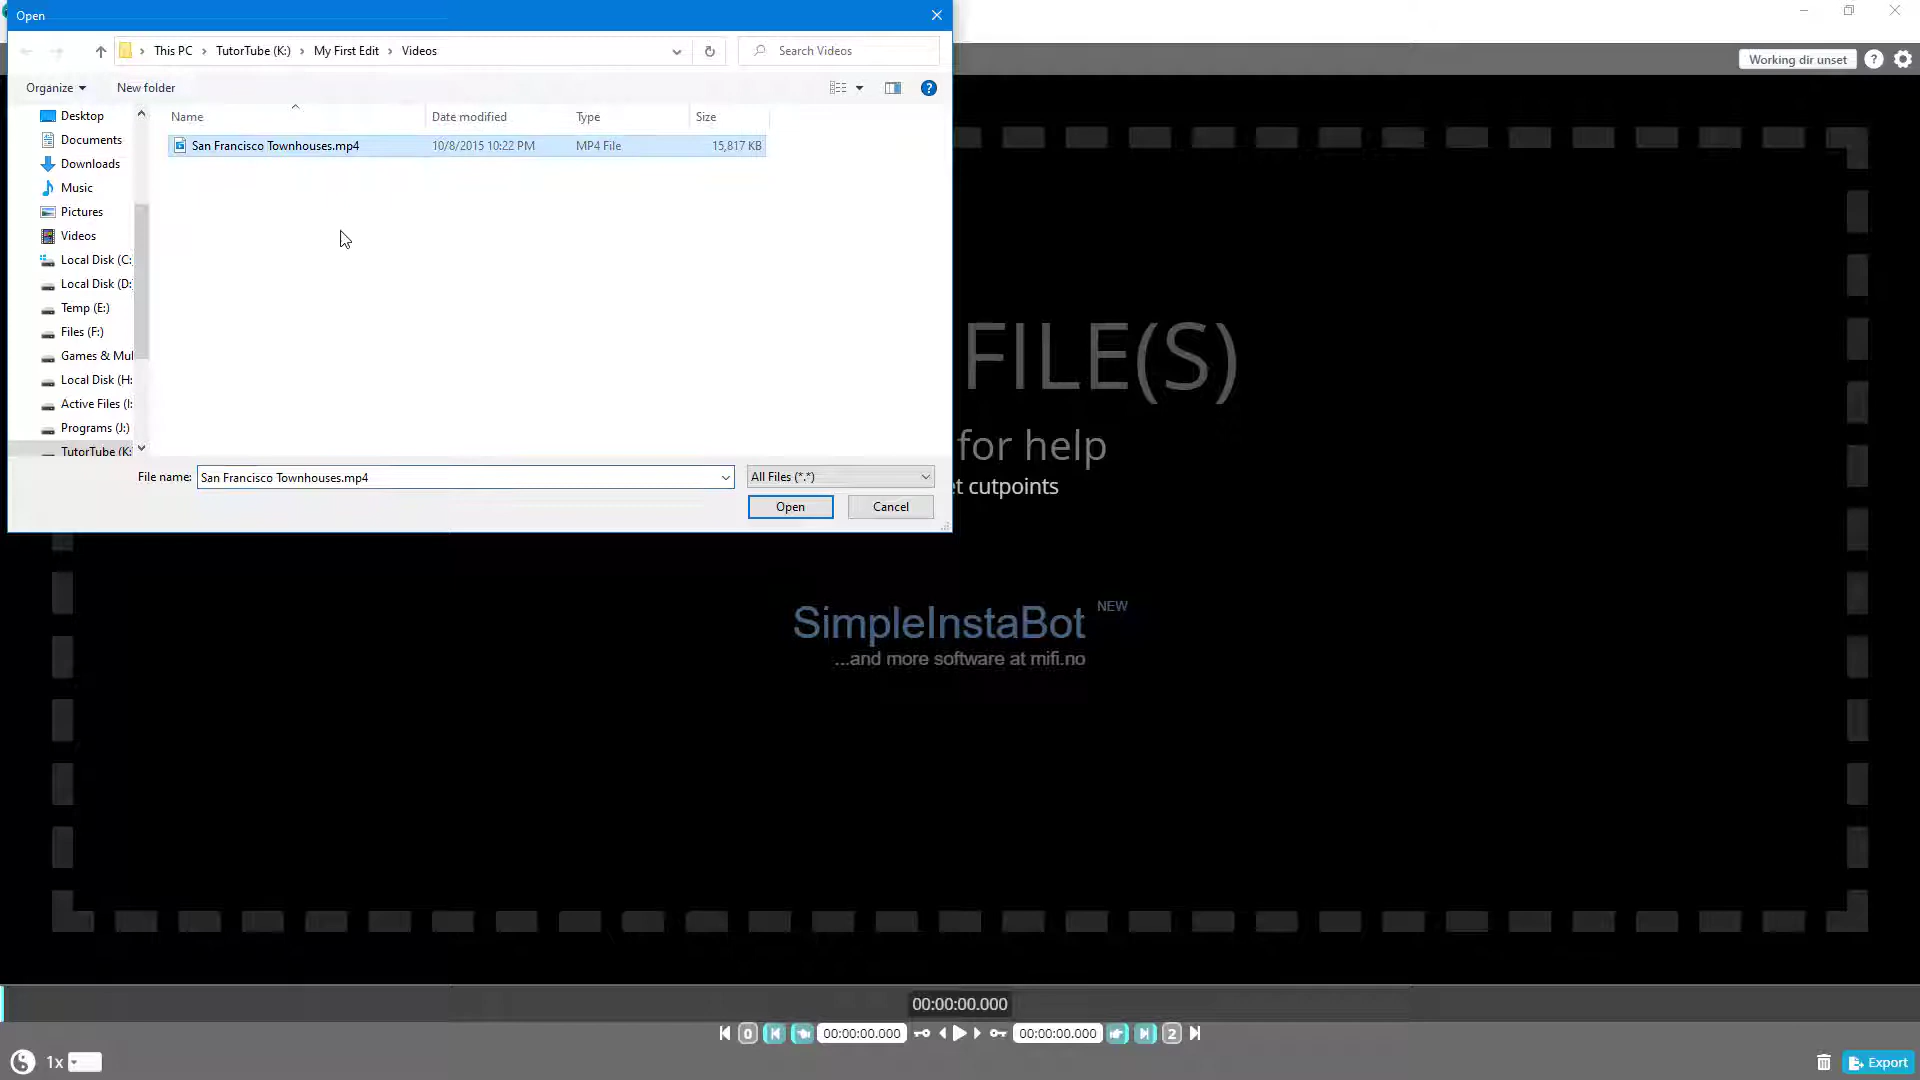 Open
This PC > TutorTube (K:) > My First Edit > Videos
Search Videos
Organize
New folder
Name
Date modified
Type
Size
San Francisco Townhouses.mp4
10/8/2015 10:22 PM
MP4 File
15,817 KB
Desktop
Documents
Downloads
Music
Pictures
Videos
Local Disk (C:
Local Disk (D:
Temp (E:)
Files (F:)
Games & Mul
Local Disk (H:
Active Files (I:
Programs (J:)
TutorTube (K:
File name:
San Francisco Townhouses.mp4
All Files (*.*)
Open
Cancel
Working dir unset
?
FILE(S)
for help
et cutpoints
SimpleInstaBot NEW
...and more software at mifi.no
00:00:00.000
0
00:00:00.000
00:00:00.000
2
1x
Export